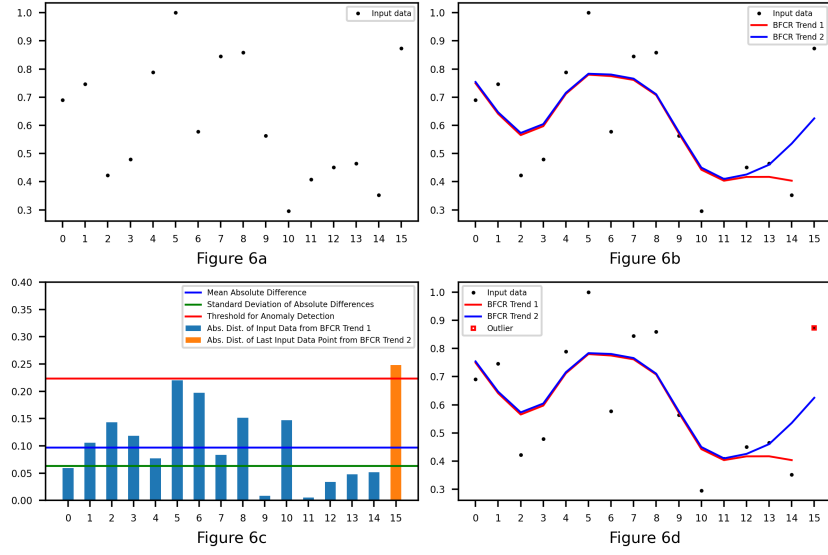 1.0
0.9
0.8
0.7
0.6
0.5
0.4
0.3
Input data
0 1 2 3 4 5 6 7 8 9 10 11 12 13 14 15
Figure 6a
1.0
0.9
0.8
0.7
0.6
0.5
0.4
0.3
Input data
BFCR Trend 1
BFCR Trend 2
0 1 2 3 4 5 6 7 8 9 10 11 12 13 14 15
Figure 6b
0.40
0.35
0.30
0.25
0.20
0.15
0.10
0.05
0.00
Mean Absolute Difference
Standard Deviation of Absolute Differences
Threshold for Anomaly Detection
Abs. Dist. of Input Data from BFCR Trend 1
Abs. Dist. of Last Input Data Point from BFCR Trend 2
0 1 2 3 4 5 6 7 8 9 10 11 12 13 14 15
Figure 6c
1.0
0.9
0.8
0.7
0.6
0.5
0.4
0.3
Input data
BFCR Trend 1
BFCR Trend 2
Outlier
0 1 2 3 4 5 6 7 8 9 10 11 12 13 14 15
Figure 6d